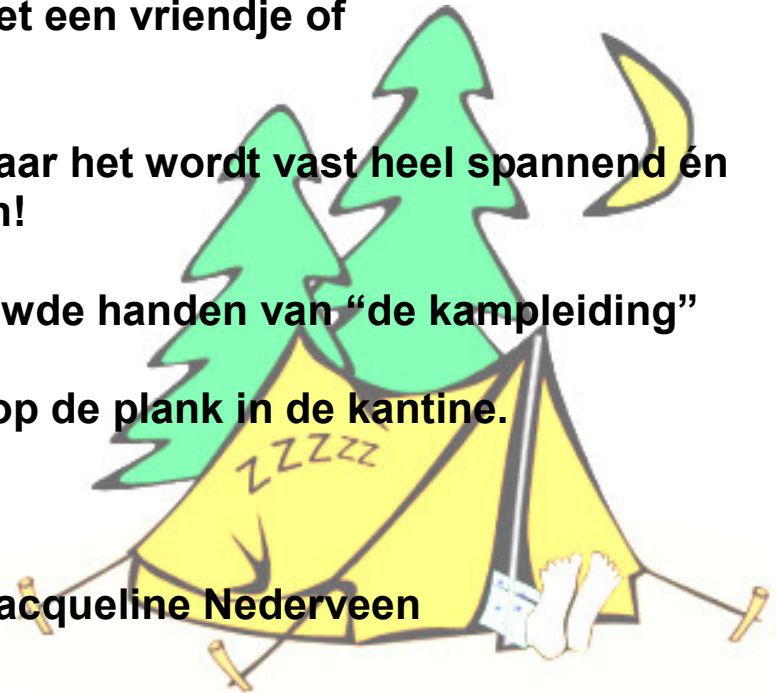 et een vriendje of
aar het wordt vast heel spannend én
n!
wde handen van “de kampleiding”
op de plank in de kantine.
zzzzzz
acqueline Nederveen